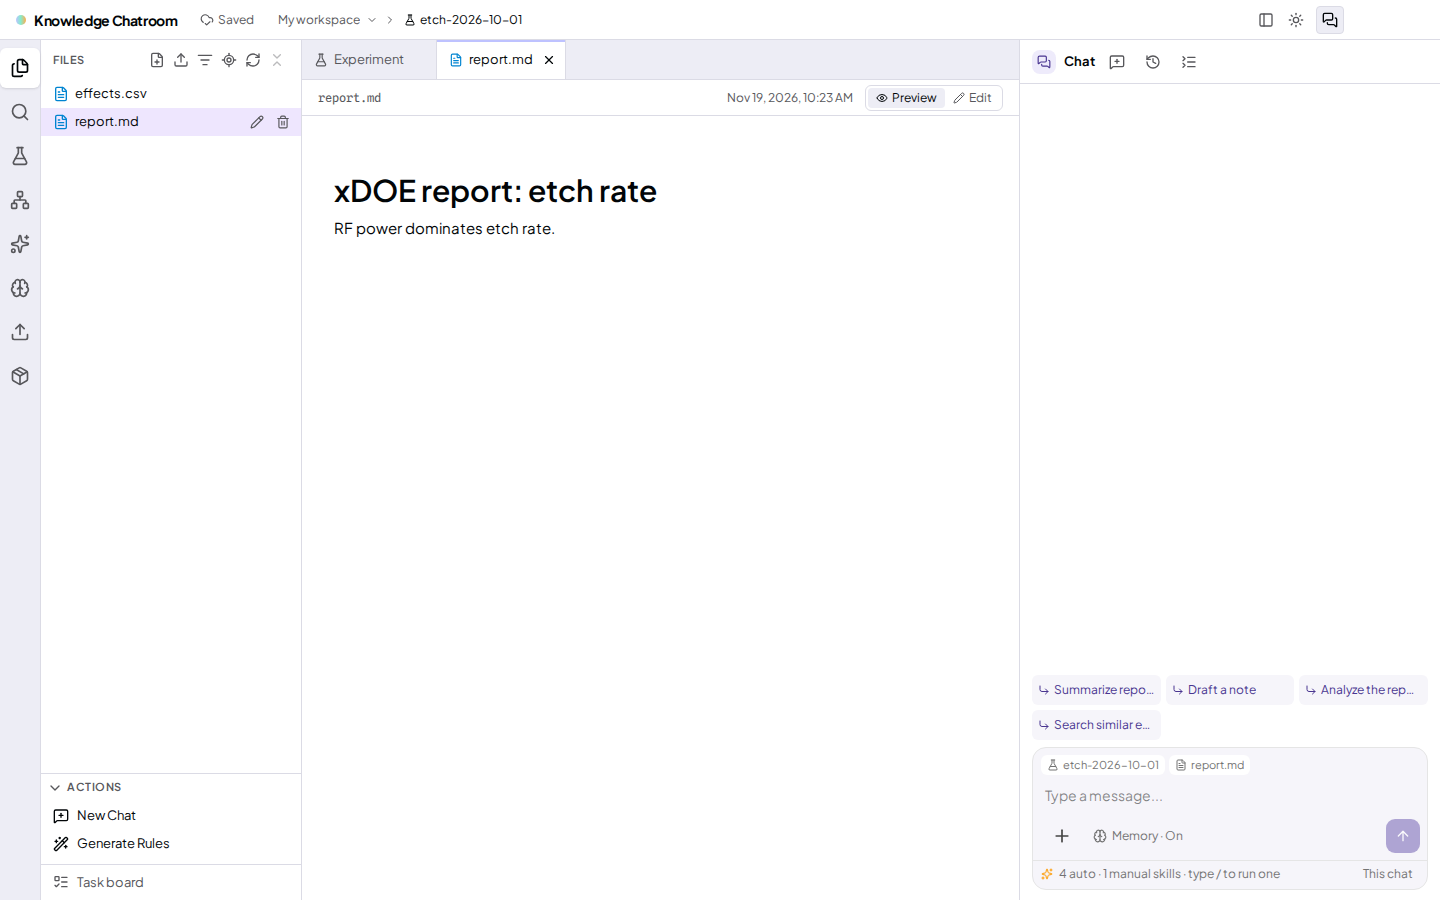 Knowledge Chatroom
Saved
My workspace
etch-2026-10-01
FILES
effects.csv
report.md
Experiment
report.md
report.md
Nov 19, 2026, 10:23 AM
Preview
Edit
xDOE report: etch rate
RF power dominates etch rate.
ACTIONS
New Chat
Generate Rules
Task board
Chat
Summarize repo...
Draft a note
Analyze the rep...
Search similar e...
etch-2026-10-01
report.md
Type a message...
Memory · On
4 auto · 1 manual skills · type / to run one
This chat